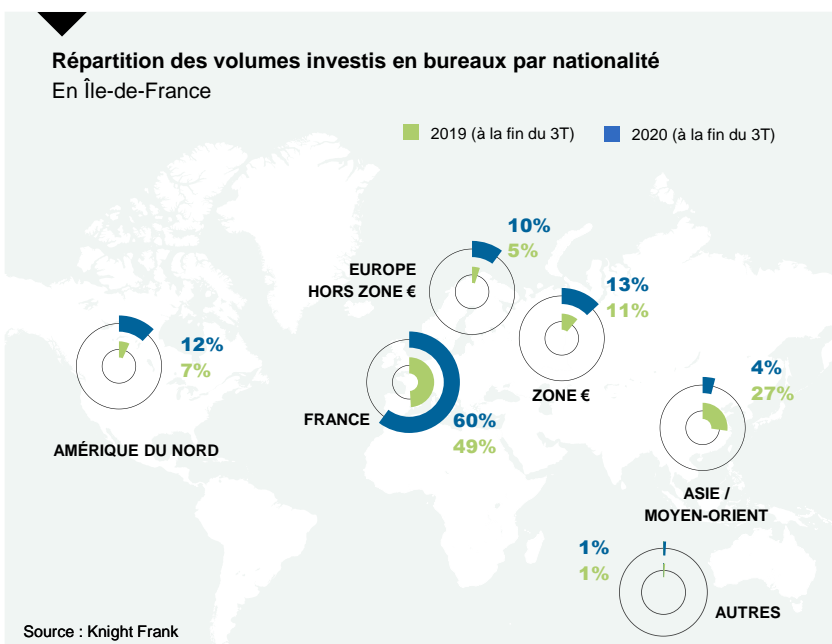 Répartition des volumes investis en bureaux par nationalité
En Île-de-France
2019 (à la fin du 3T)
2020 (à la fin du 3T)
10%
5%
EUROPE
HORS ZONE €
13%
11%
ZONE €
12%
7%
AMÉRIQUE DU NORD
FRANCE
60%
49%
4%
27%
ASIE /
MOYEN-ORIENT
1%
1%
AUTRES
Source : Knight Frank